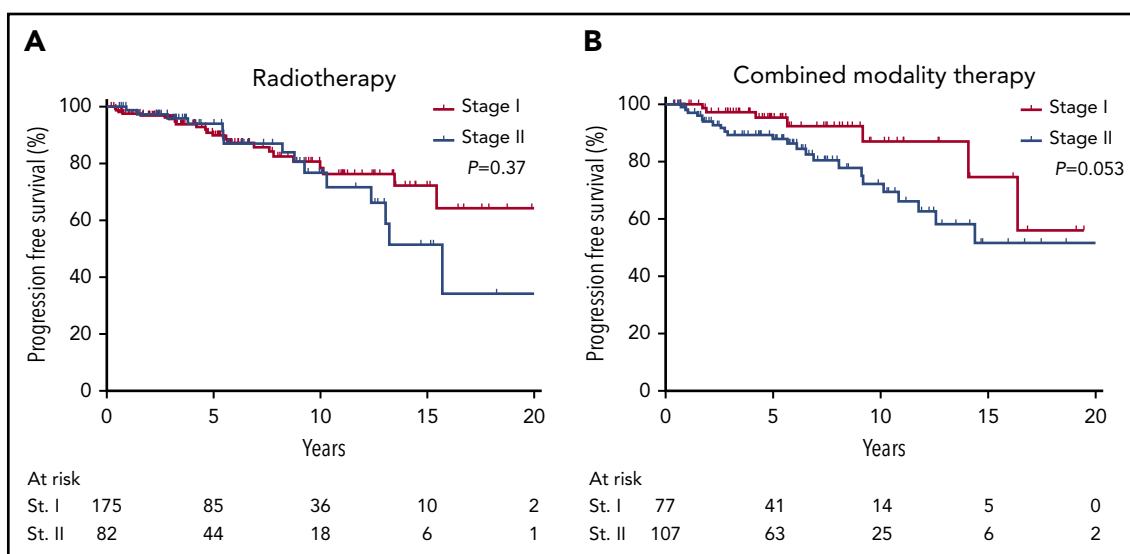 A
Radiotherapy
Progression free survival (%)
100
80
60
40
20
0
Stage I
Stage II
P=0.37
0 5 10 15 20
Years
At risk
St. I 175 85 36 10 2
St. II 82 44 18 6 1
B
Combined modality therapy
Progression free survival (%)
100
80
60
40
20
0
Stage I
Stage II
P=0.053
0 5 10 15 20
Years
At risk
St. I 77 41 14 5 0
St. II 107 63 25 6 2